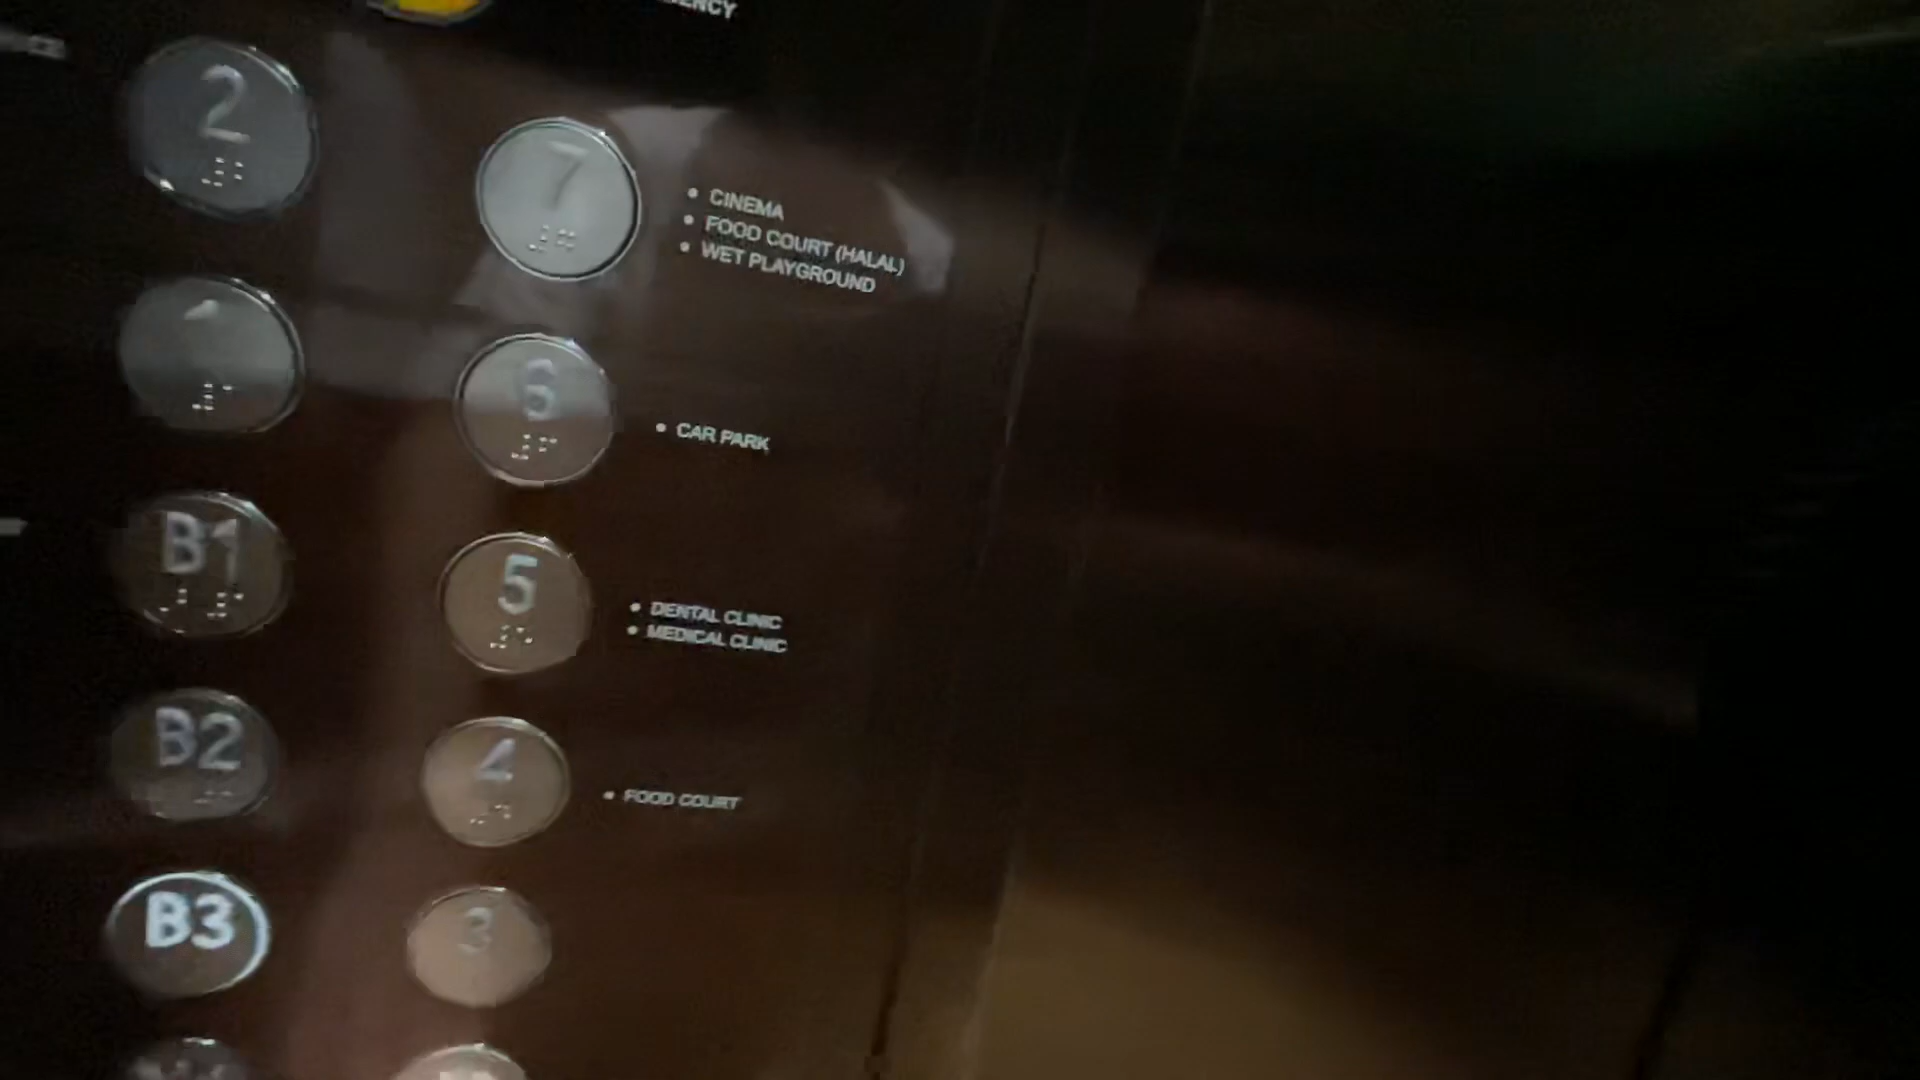 2
7
• CINEMA
• FOOD COURT (HALAL)
• WET PLAYGROUND
1
6
• CAR PARK
B1
5
• DENTAL CLINIC
• MEDICAL CLINIC
B2
4
• FOOD COURT
B3
3